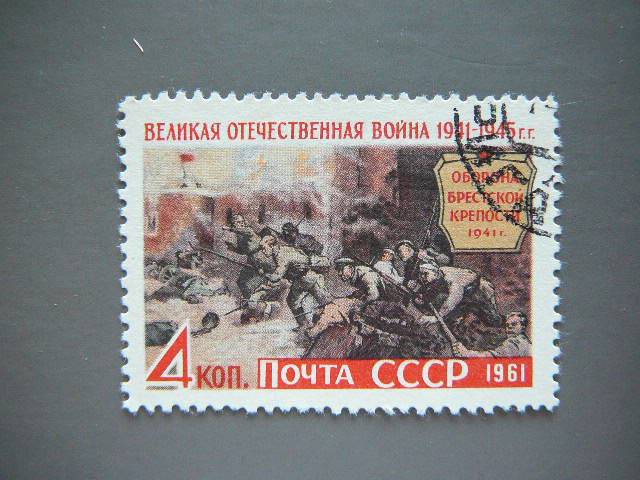 ВЕЛИКАЯ ОТЕЧЕСТВЕННАЯ ВОЙНА 1941-1945 г.г.
ОБОРОНА
БРЕСТСКОЙ
КРЕПОСТИ
1941 г.
4 КОП. ПОЧТА СССР 1961